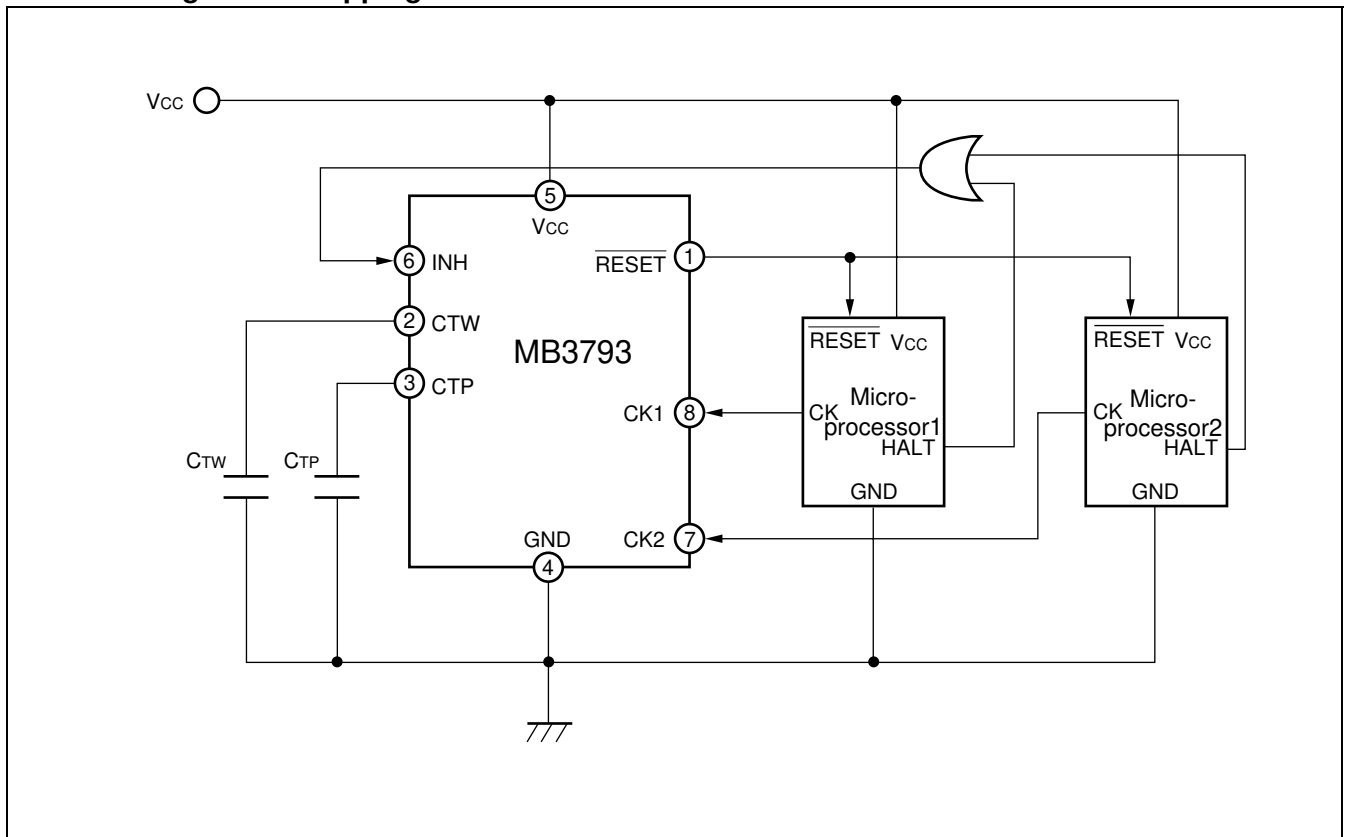 Vcc
5
Vcc
6 INH
RESET 1
2 CTW
3 CTP
MB3793
CK1 8
CTW
CTP
GND
4
CK2 7
RESET Vcc
Micro-
CK
processor1
HALT
GND
RESET Vcc
Micro-
CK
processor2
HALT
GND